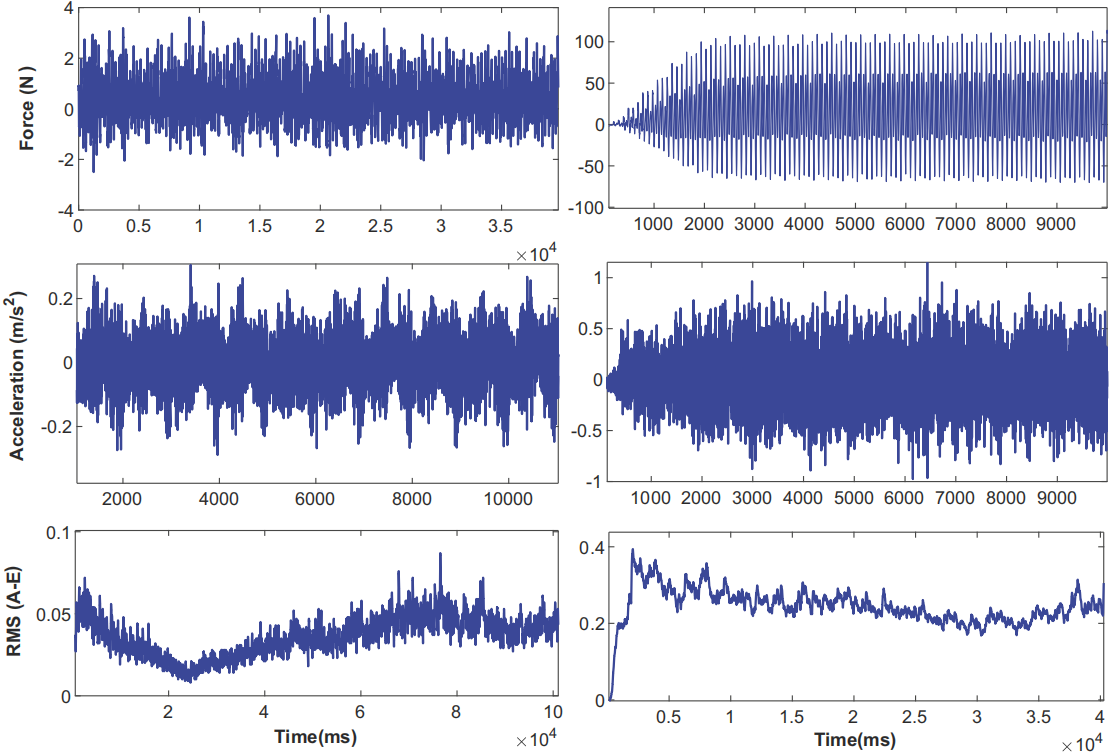 4
2
0
-2
-4
Force (N)
0 0.5 1 1.5 2 2.5 3 3.5
×10^4
100
50
0
-50
-100
1000 2000 3000 4000 5000 6000 7000 8000 9000
0.2
0
-0.2
Acceleration (m/s^2)
2000 4000 6000 8000 10000
1
0.5
0
-0.5
-1
1000 2000 3000 4000 5000 6000 7000 8000 9000
0.1
0.05
0
RMS (A-E)
2 4 6 8 10
Time(ms)
×10^4
0.4
0.2
0
0.5 1 1.5 2 2.5 3 3.5 4
Time(ms)
×10^4